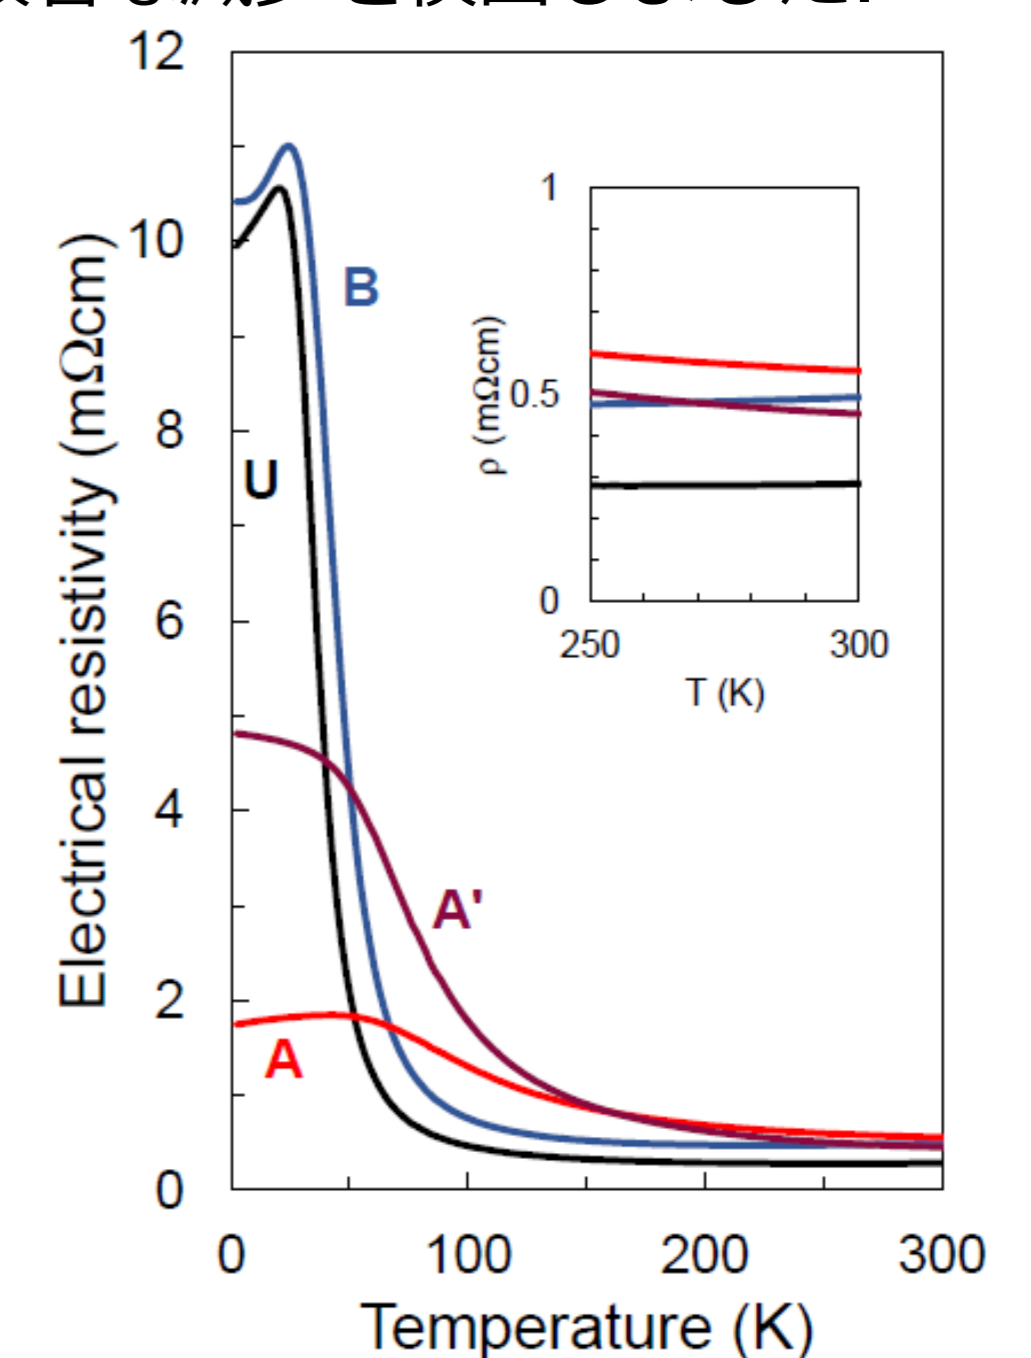 12
10
8
6
4
2
0
Electrical resistivity (mΩcm)
B
U
A'
A
1
0.5
0
ρ (mΩcm)
250 300
T (K)
0 100 200 300
Temperature (K)